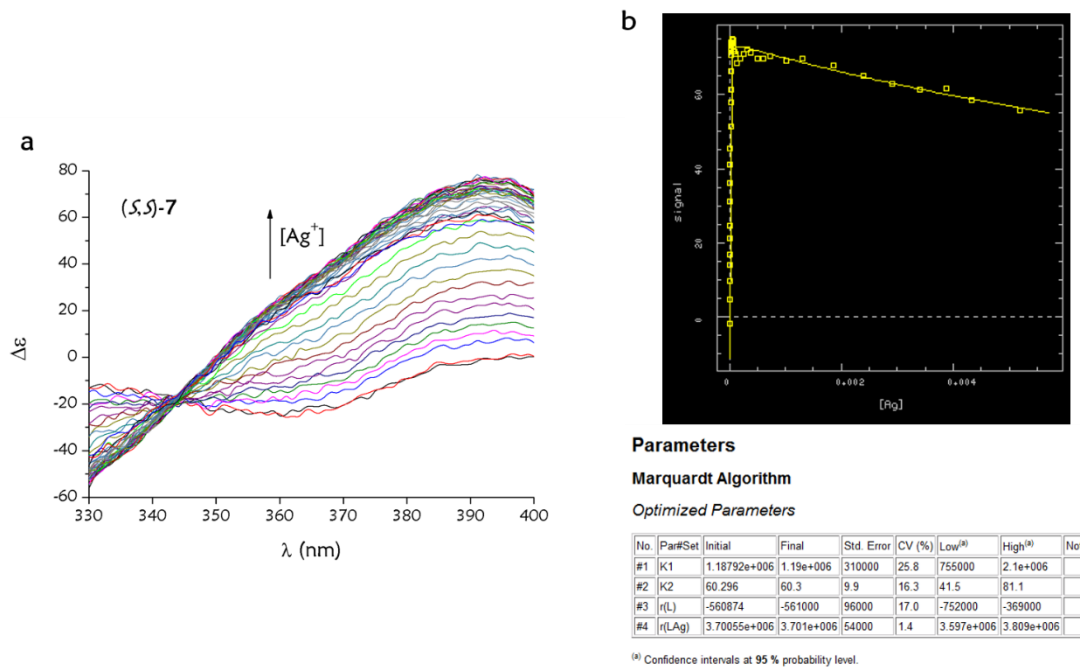 a
80
60
40
20
0
-20
-40
-60
Δε
(S,S)-7
[Ag+]
330 340 350 360 370 380 390 400
λ (nm)
b
60
40
20
0
signal
0 0.002 0.004
[Ag]
Parameters
Marquardt Algorithm
Optimized Parameters
No. Par#Set Initial Final Std. Error CV (%) Low(a) High(a)
#1 K1 1.18792e+006 1.19e+006 310000 25.8 755000 2.1e+006
#2 K2 60.296 60.3 9.9 16.3 41.5 81.1
#3 r(L) -560874 -561000 96000 17.0 -752000 -369000
#4 r(LAg) 3.70055e+006 3.701e+006 54000 1.4 3.597e+006 3.809e+006
(a) Confidence intervals at 95 % probability level.